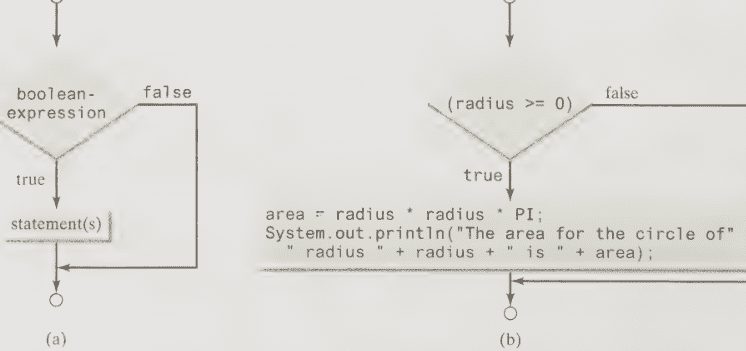 boolean-
expression
false
true
statement(s)
(a)
(radius >= 0)
false
true
area = radius * radius * PI;
System.out.println("The area for the circle of"
" radius " + radius + " is " + area);
(b)